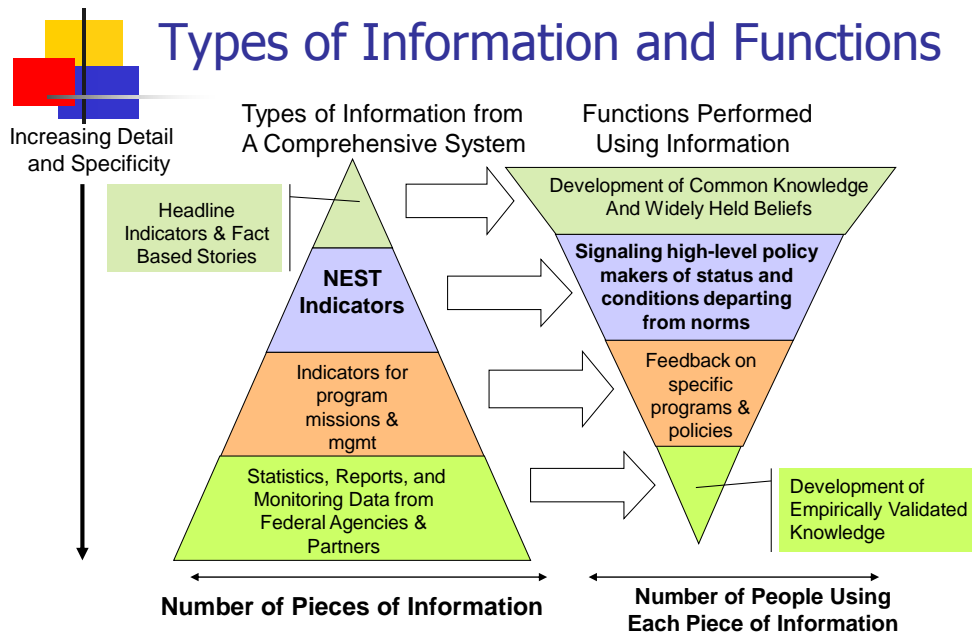 Types of Information and Functions
Increasing Detail
and Specificity
Types of Information from
A Comprehensive System
Functions Performed
Using Information
Headline
Indicators & Fact
Based Stories
NEST
Indicators
Indicators for
program
missions &
mgmt
Statistics, Reports, and
Monitoring Data from
Federal Agencies &
Partners
Development of Common Knowledge
And Widely Held Beliefs
Signaling high-level policy
makers of status and
conditions departing
from norms
Feedback on
specific
programs &
policies
Development of
Empirically Validated
Knowledge
Number of Pieces of Information
Number of People Using
Each Piece of Information